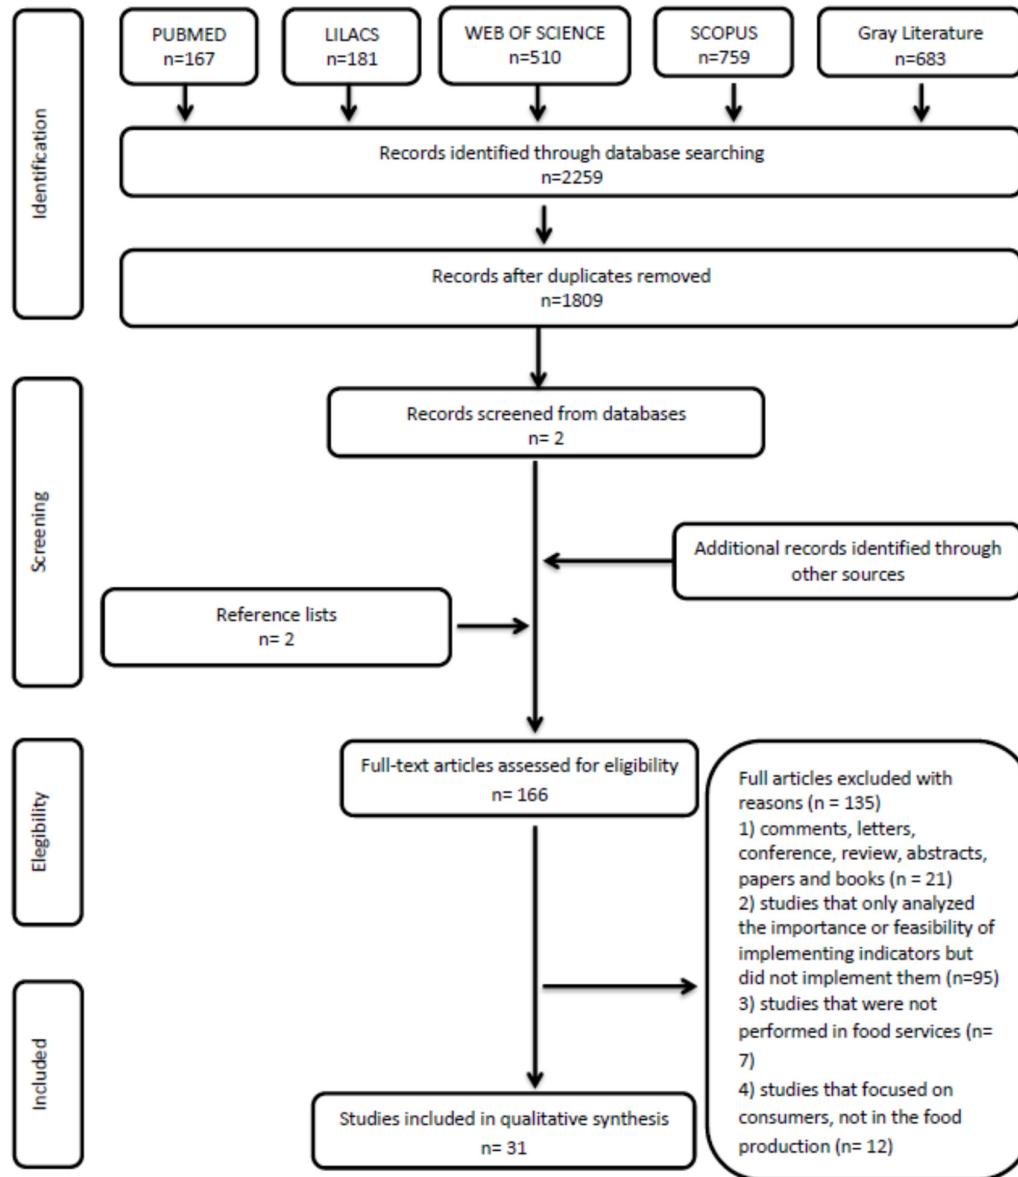 PUBMED
n=167
LILACS
n=181
WEB OF SCIENCE
n=510
SCOPUS
n=759
Gray Literature
n=683
Identification
Records identified through database searching
n=2259
Records after duplicates removed
n=1809
Screening
Records screened from databases
n= 2
Additional records identified through
other sources
Reference lists
n= 2
Elegibility
Full-text articles assessed for eligibility
n= 166
Full articles excluded with
reasons (n = 135)
1) comments, letters,
conference, review, abstracts,
papers and books (n = 21)
2) studies that only analyzed
the importance or feasibility of
implementing indicators but
did not implement them (n=95)
3) studies that were not
performed in food services (n=
7)
4) studies that focused on
consumers, not in the food
production (n= 12)
Included
Studies included in qualitative synthesis
n= 31